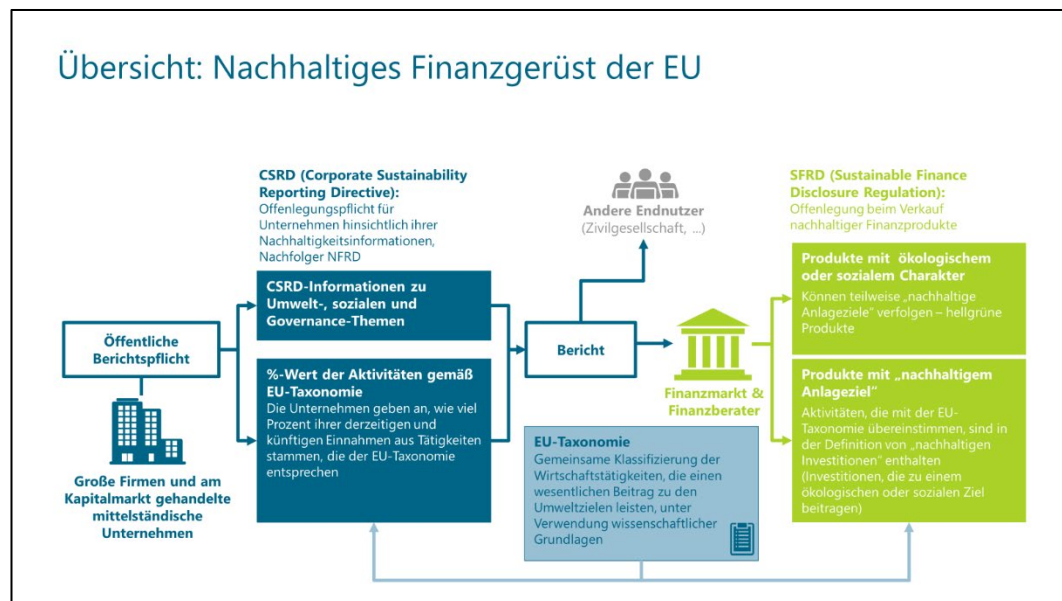 Übersicht: Nachhaltiges Finanzgerüst der EU
CSRD (Corporate Sustainability
Reporting Directive):
Offenlegungspflicht für
Unternehmen hinsichtlich ihrer
Nachhaltigkeitsinformationen,
Nachfolger NFRD
Andere Endnutzer
(Zivilgesellschaft, ...)
SFRD (Sustainable Finance
Disclosure Regulation):
Offenlegung beim Verkauf
nachhaltiger Finanzprodukte
Öffentliche
Berichtspflicht
Große Firmen und am
Kapitalmarkt gehandelte
mittelständische
Unternehmen
CSRD-Informationen zu
Umwelt-, sozialen und
Governance-Themen
%-Wert der Aktivitäten gemäß
EU-Taxonomie
Die Unternehmen geben an, wie viel
Prozent ihrer derzeitigen und
künftigen Einnahmen aus Tätigkeiten
stammen, die der EU-Taxonomie
entsprechen
Bericht
Finanzmarkt &
Finanzberater
EU-Taxonomie
Gemeinsame Klassifizierung der
Wirtschaftstätigkeiten, die einen
wesentlichen Beitrag zu den
Umweltzielen leisten, unter
Verwendung wissenschaftlicher
Grundlagen
Produkte mit ökologischem
oder sozialem Charakter
Können teilweise „nachhaltige
Anlageziele" verfolgen – hellgrüne
Produkte
Produkte mit „nachhaltigem
Anlageziel"
Aktivitäten, die mit der EU-
Taxonomie übereinstimmen, sind in
der Definition von „nachhaltigen
Investitionen" enthalten
(Investitionen, die zu einem
ökologischen oder sozialen Ziel
beitragen)